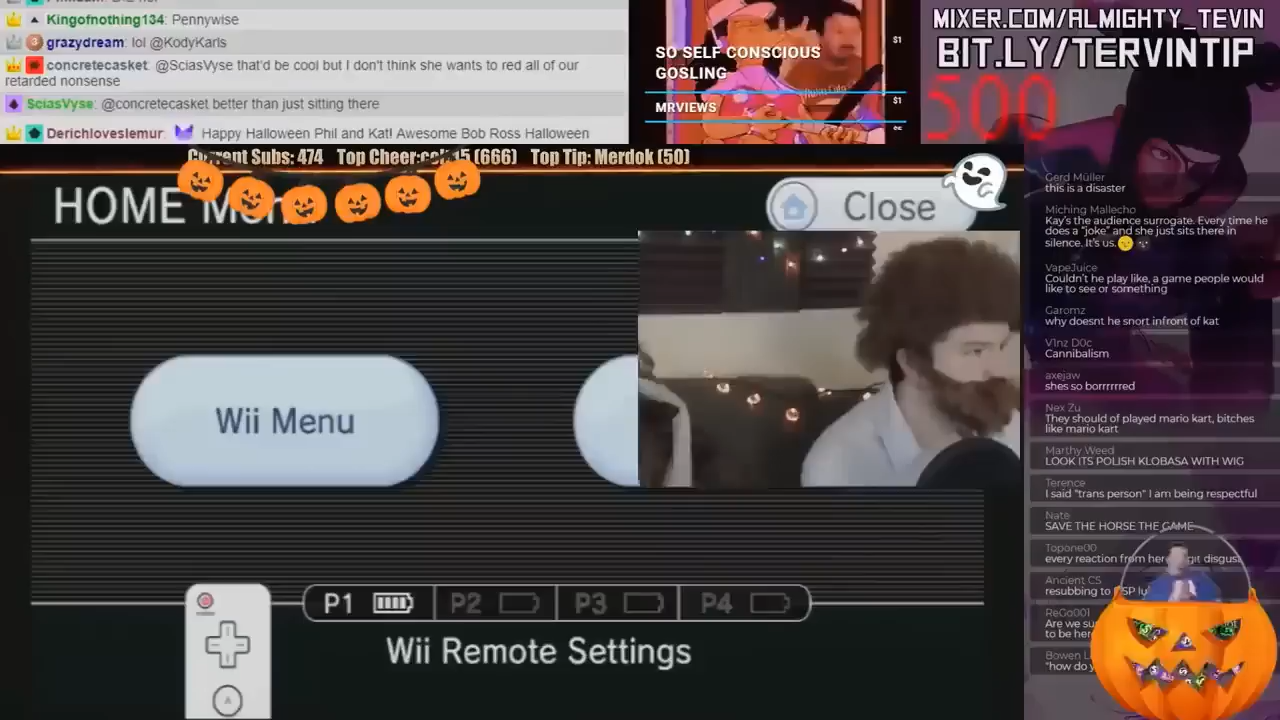 Kingofnothing134: Pennywise
grazydream: lol @KodyKarls
concretecasket: @SciasVyse that'd be cool but I don't think she wants to red all of our
retarded nonsense
SciasVyse: @concretecasket better than just sitting there
Derichloveslemur: Happy Halloween Phil and Kat! Awesome Bob Ross Halloween
SO SELF CONSCIOUS
GOSLING
$1
MRVIEWS
$1
MIXER.COM/ALMIGHTY_TEVIN
BIT.LY/TERVINTIP
500
Current Subs: 474 Top Cheer: (666) Top Tip: Merdok (50)
HOME
Close
Wii Menu
P1 P2 P3 P4
Wii Remote Settings
A
Gerd Müller
this is a disaster
Miching Mallecho
Kay's the audience surrogate. Every time he
does a "joke" and she just sits there in
silence. It's us.
VapeJuice
Couldn't he play like, a game people would
like to see or something
Garomz
why doesnt he snort infront of kat
V1nz D0c
Cannibalism
axejaw
shes so borrrrrred
Nex Zu
They should of played mario kart, bitches
like mario kart
Marthy Weed
LOOK ITS POLISH KLOBASA WITH WIG
Terence
I said "trans person" I am being respectful
Nate
SAVE THE HORSE THE GAME
Topone00
every reaction from her
Ancient CS
resubbing to
ReGo001
Are we
to be
Bowen
"how do